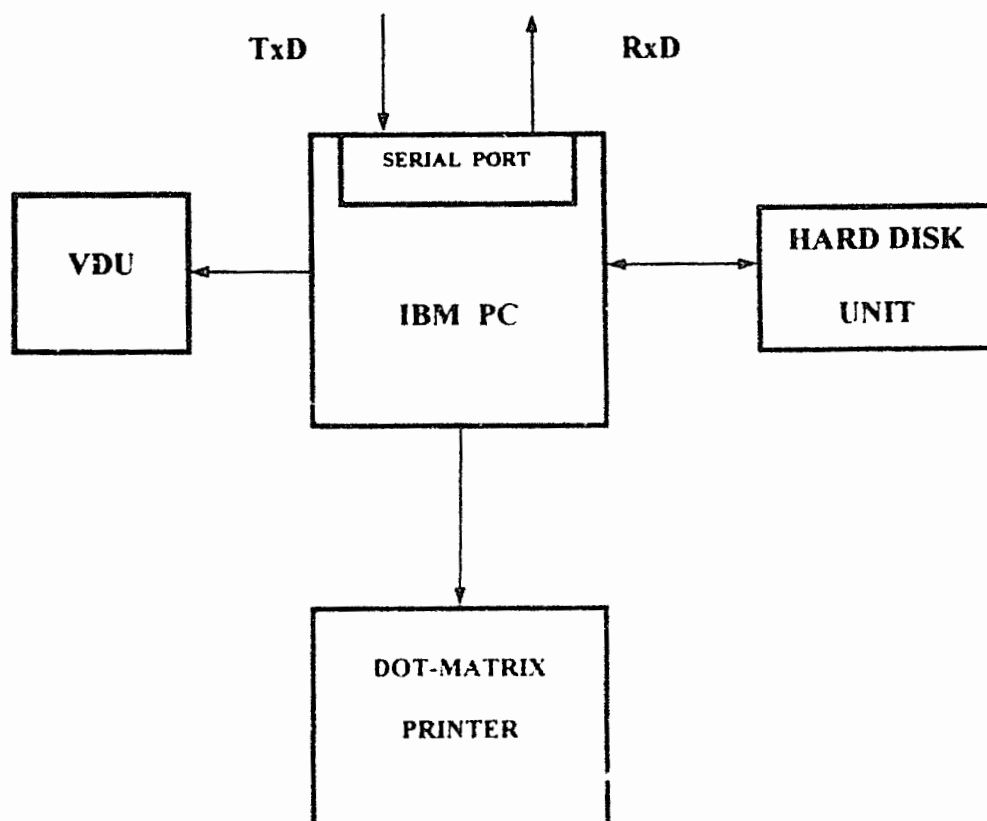 TxD
RxD
SERIAL PORT
VDU
IBM PC
HARD DISK
UNIT
DOT-MATRIX
PRINTER